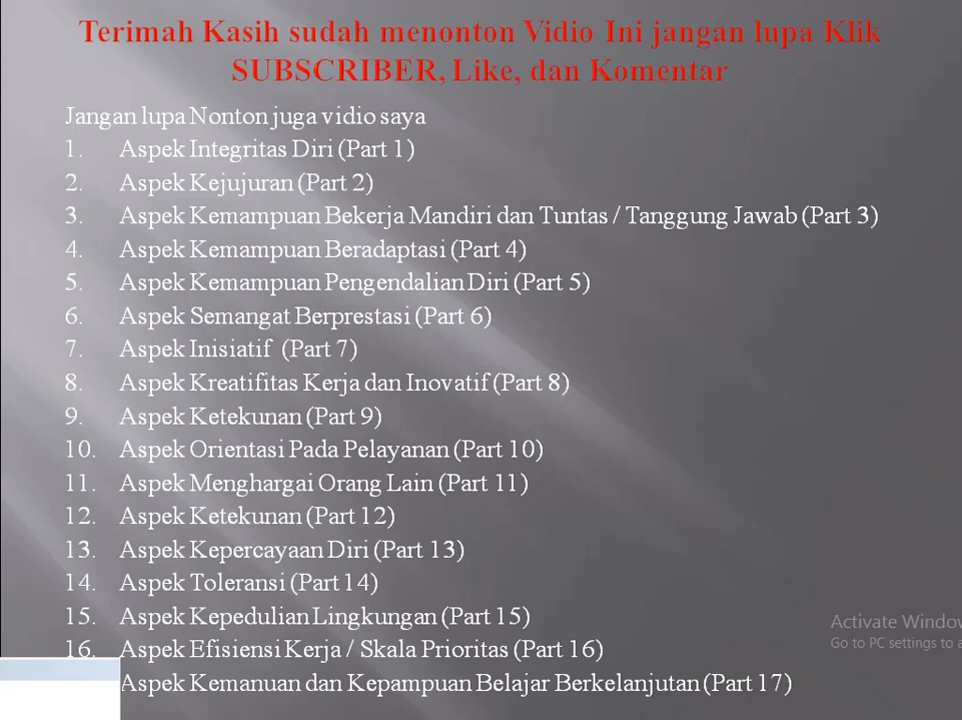 Terimah Kasih sudah menonton Vidio Ini jangan lupa Klik
SUBSCRIBER, Like, dan Komentar
Jangan lupa Nonton juga vidio saya
1. Aspek Integritas Diri (Part 1)
2. Aspek Kejujuran (Part 2)
3. Aspek Kemampuan Bekerja Mandiri dan Tuntas / Tanggung Jawab (Part 3)
4. Aspek Kemampuan Beradaptasi (Part 4)
5. Aspek Kemampuan Pengendalian Diri (Part 5)
6. Aspek Semangat Berprestasi (Part 6)
7. Aspek Inisiatif (Part 7)
8. Aspek Kreatifitas Kerja dan Inovatif (Part 8)
9. Aspek Ketekunan (Part 9)
10. Aspek Orientasi Pada Pelayanan (Part 10)
11. Aspek Menghargai Orang Lain (Part 11)
12. Aspek Ketekunan (Part 12)
13. Aspek Kepercayaan Diri (Part 13)
14. Aspek Toleransi (Part 14)
15. Aspek Kepedulian Lingkungan (Part 15)
16. Aspek Efisiensi Kerja / Skala Prioritas (Part 16)
Aspek Kemanuan dan Kepampuan Belajar Berkelanjutan (Part 17)
Activate
Go to PC settings to